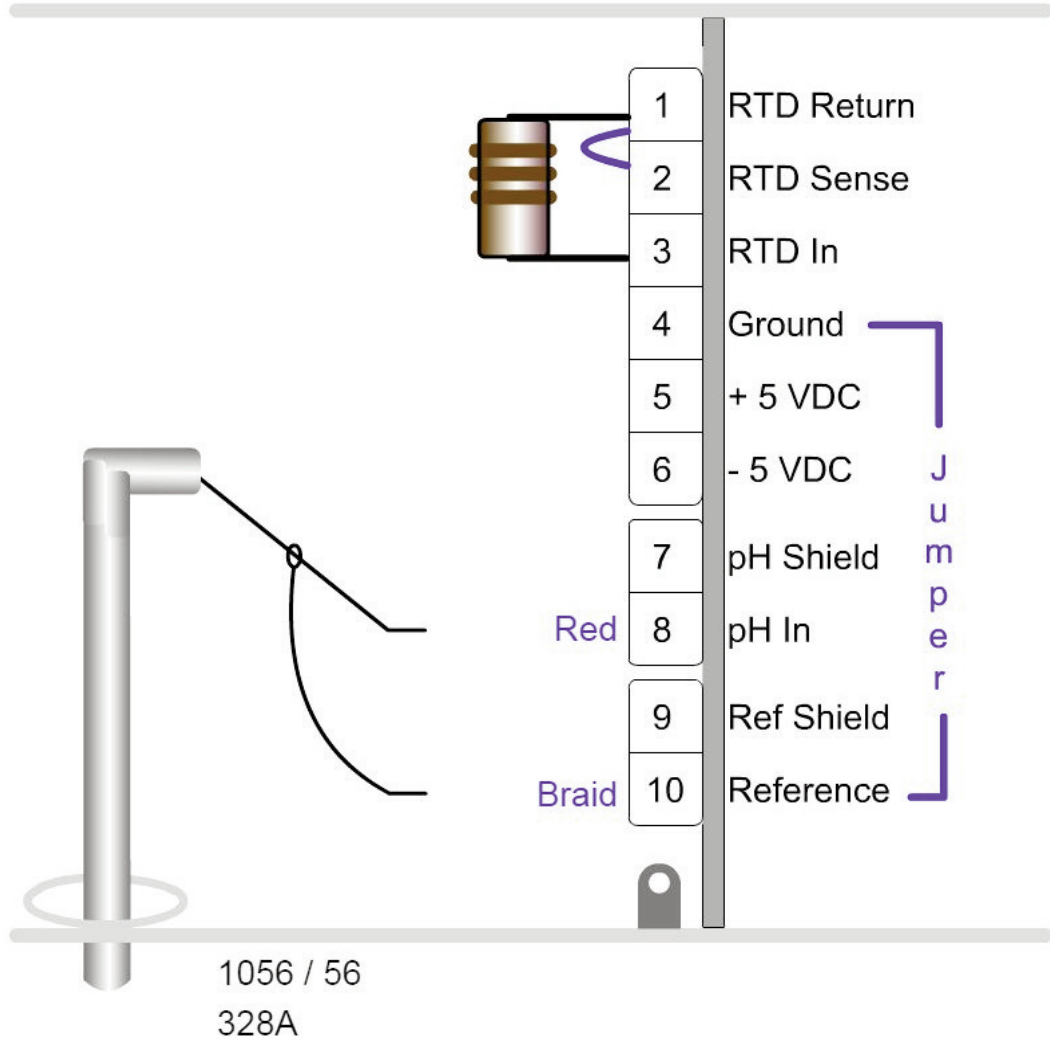 1 RTD Return
2 RTD Sense
3 RTD In
4 Ground
5 + 5 VDC
6 - 5 VDC
7 pH Shield
Red 8 pH In
9 Ref Shield
Braid 10 Reference
Jumper
1056 / 56
328A